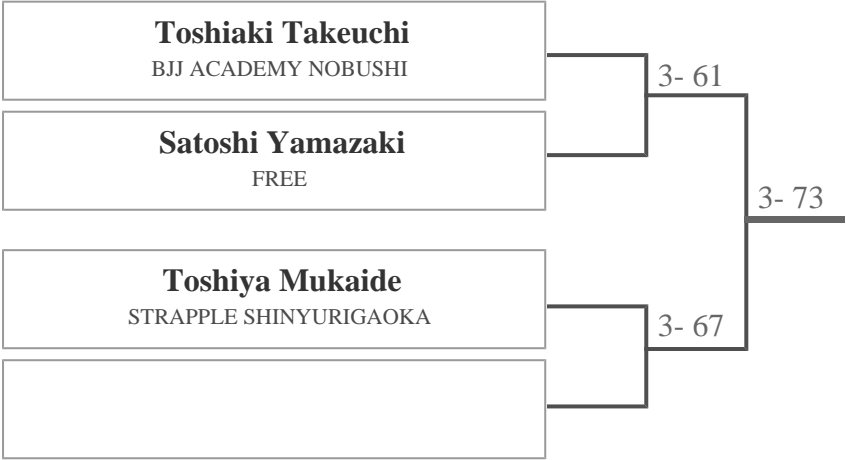 Toshiaki Takeuchi
BJJ ACADEMY NOBUSHI
3- 61
Satoshi Yamazaki
FREE
3- 73
Toshiya Mukaide
STRAPPLE SHINYURIGAOKA
3- 67